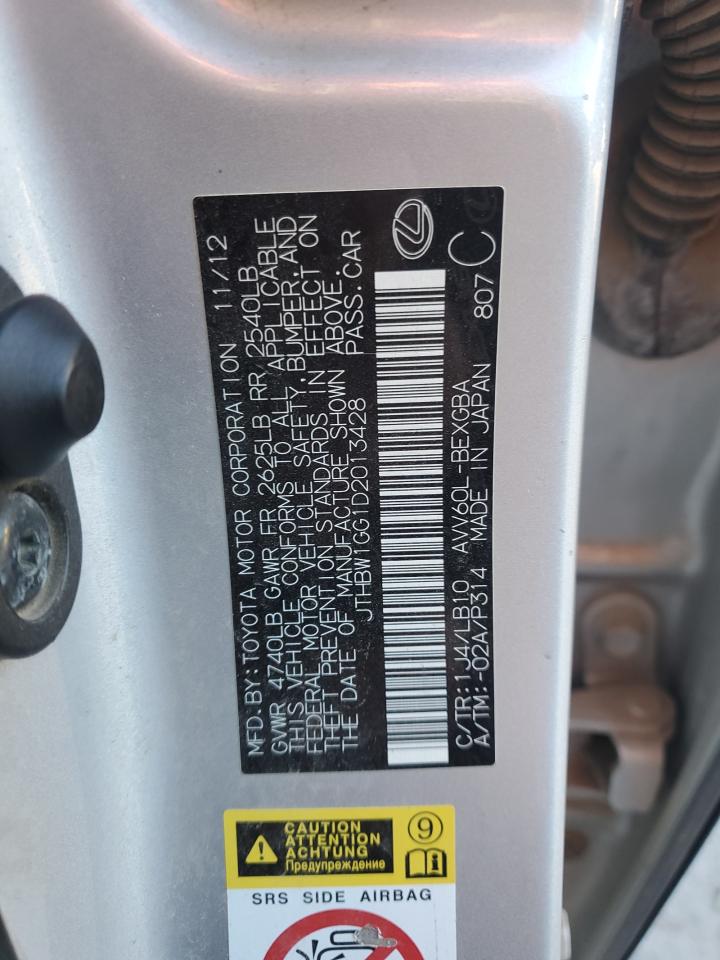 MFD. BY: TOYOTA MOTOR CORPORATION 11/12
GVWR 4740LB GAWR FR 2625LB RR 2540LB
THIS VEHICLE CONFORMS TO ALL APPLICABLE
FEDERAL MOTOR VEHICLE SAFETY, BUMPER, AND
THEFT PREVENTION STANDARDS IN EFFECT ON
THE DATE OF MANUFACTURE SHOWN ABOVE.
JTHBW1GG1D2013428 PASS. CAR
C/TR: 1J4/LB10 AVV60L-BEXGBA 807 C
A/TM: -02A/P314 MADE IN JAPAN
CAUTION
ATTENTION
ACHTUNG
Предупреждение
9
SRS SIDE AIRBAG